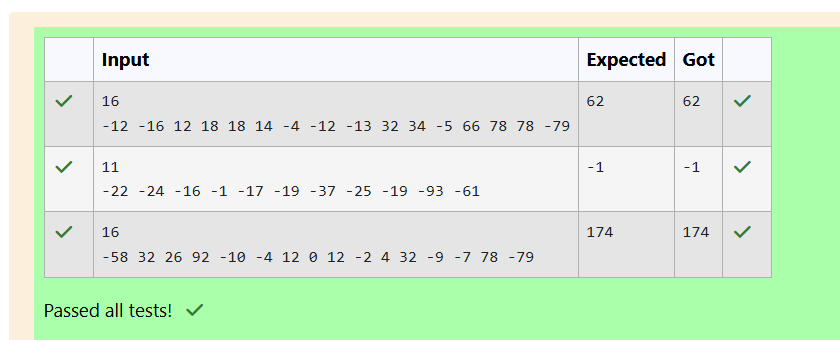 Input Expected Got
16 62 62
-12 -16 12 18 18 14 -4 -12 -13 32 34 -5 66 78 78 -79
11 -1 -1
-22 -24 -16 -1 -17 -19 -37 -25 -19 -93 -61
16 174 174
-58 32 26 92 -10 -4 12 0 12 -2 4 32 -9 -7 78 -79
Passed all tests!